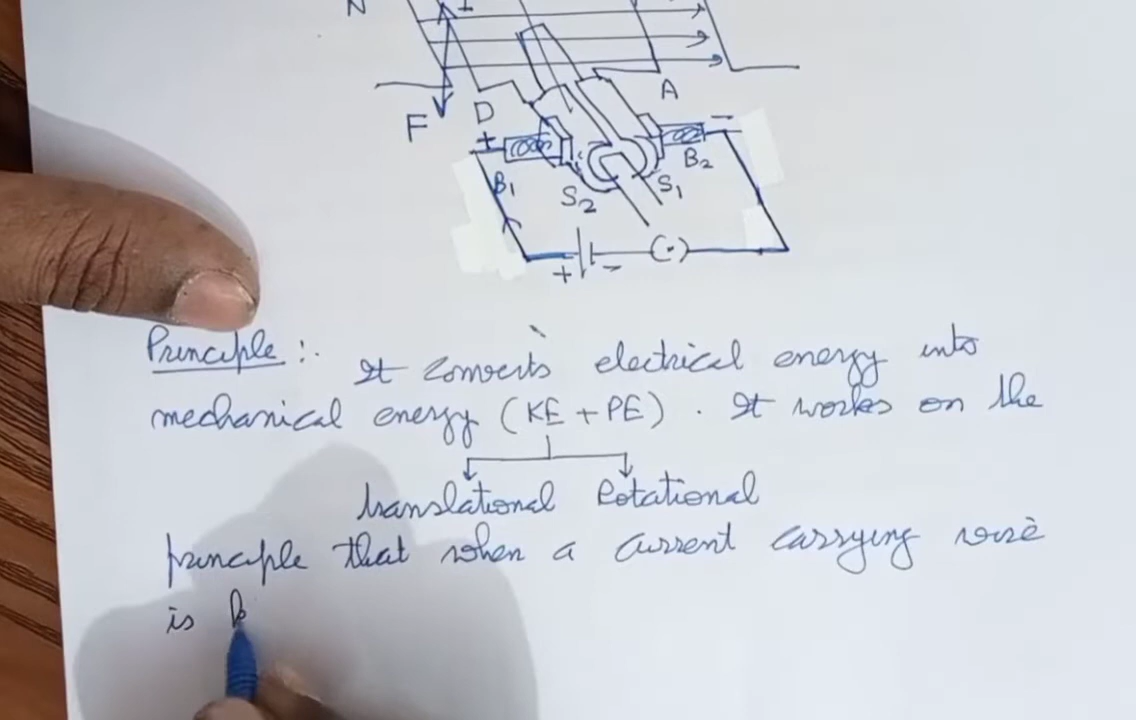 N I
A
F D
+ -
B1 B2
S2 S1
+ - (·)
Principle :. It converts electrical energy into
mechanical energy (KE + PE) . It works on the
translational Rotational
principle that when a current carrying wire
is